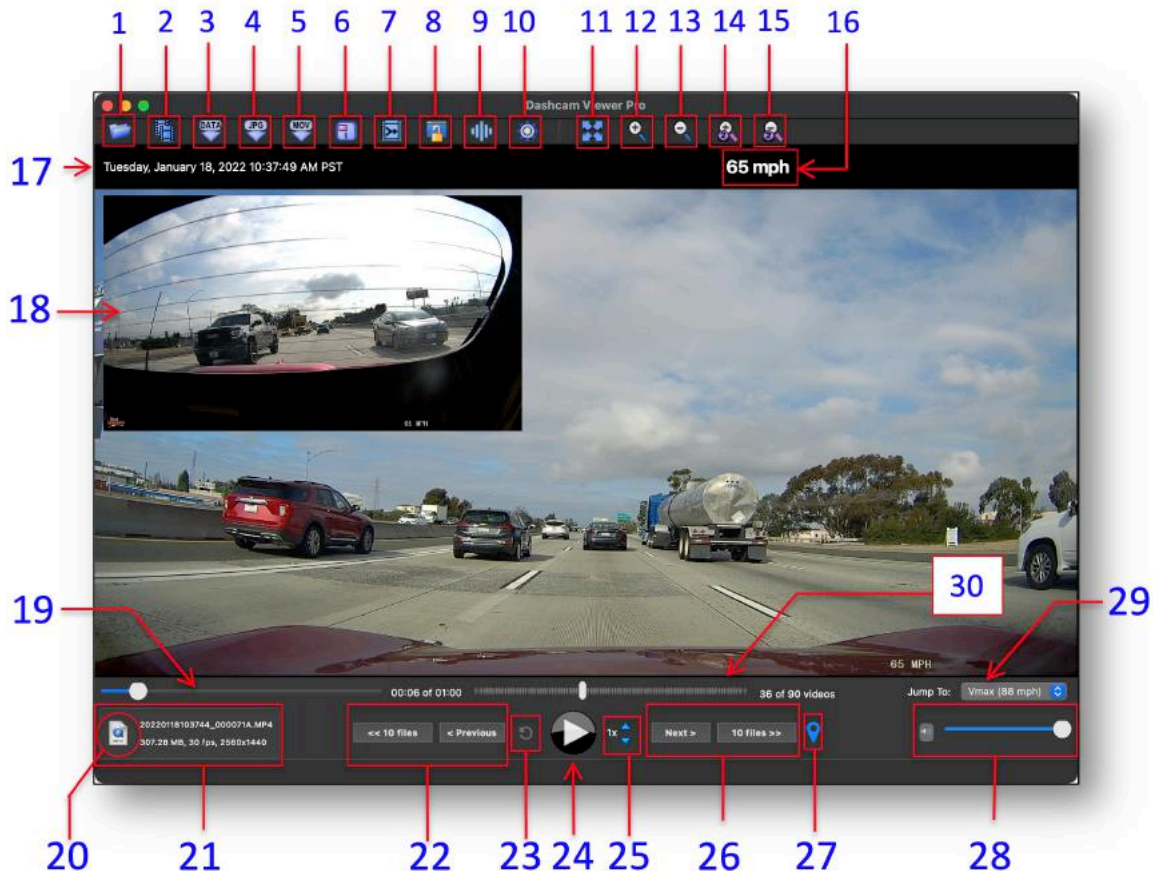 1 2 3 4 5 6 7 8 9 10 11 12 13 14 15 16
Dashcam Viewer Pro
DATA JPG MOV
17
Tuesday, January 18, 2022 10:37:49 AM PST
65 mph
18
65 MPH
30
19
29
65 MPH
00:06 of 01:00
36 of 90 videos
Jump To:
Vmax (88 mph)
20220118103744_000071A.MP4
307.28 MB, 30 fps, 2560x1440
<< 10 files
< Previous
1x
Next >
10 files >>
20 21 22 23 24 25 26 27 28